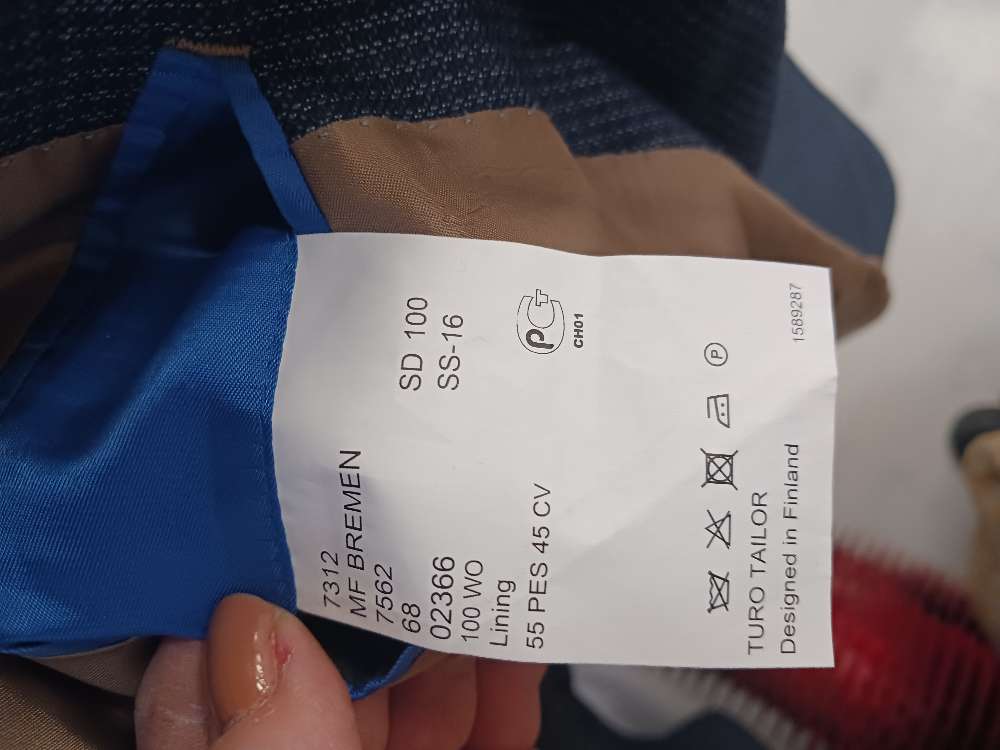 7312
MF BREMEN
7562
68
SD 100
02366
SS-16
100 WO
Lining
55 PES 45 CV
PCT
CH01
P
TURO TAILOR
Designed in Finland
1589287